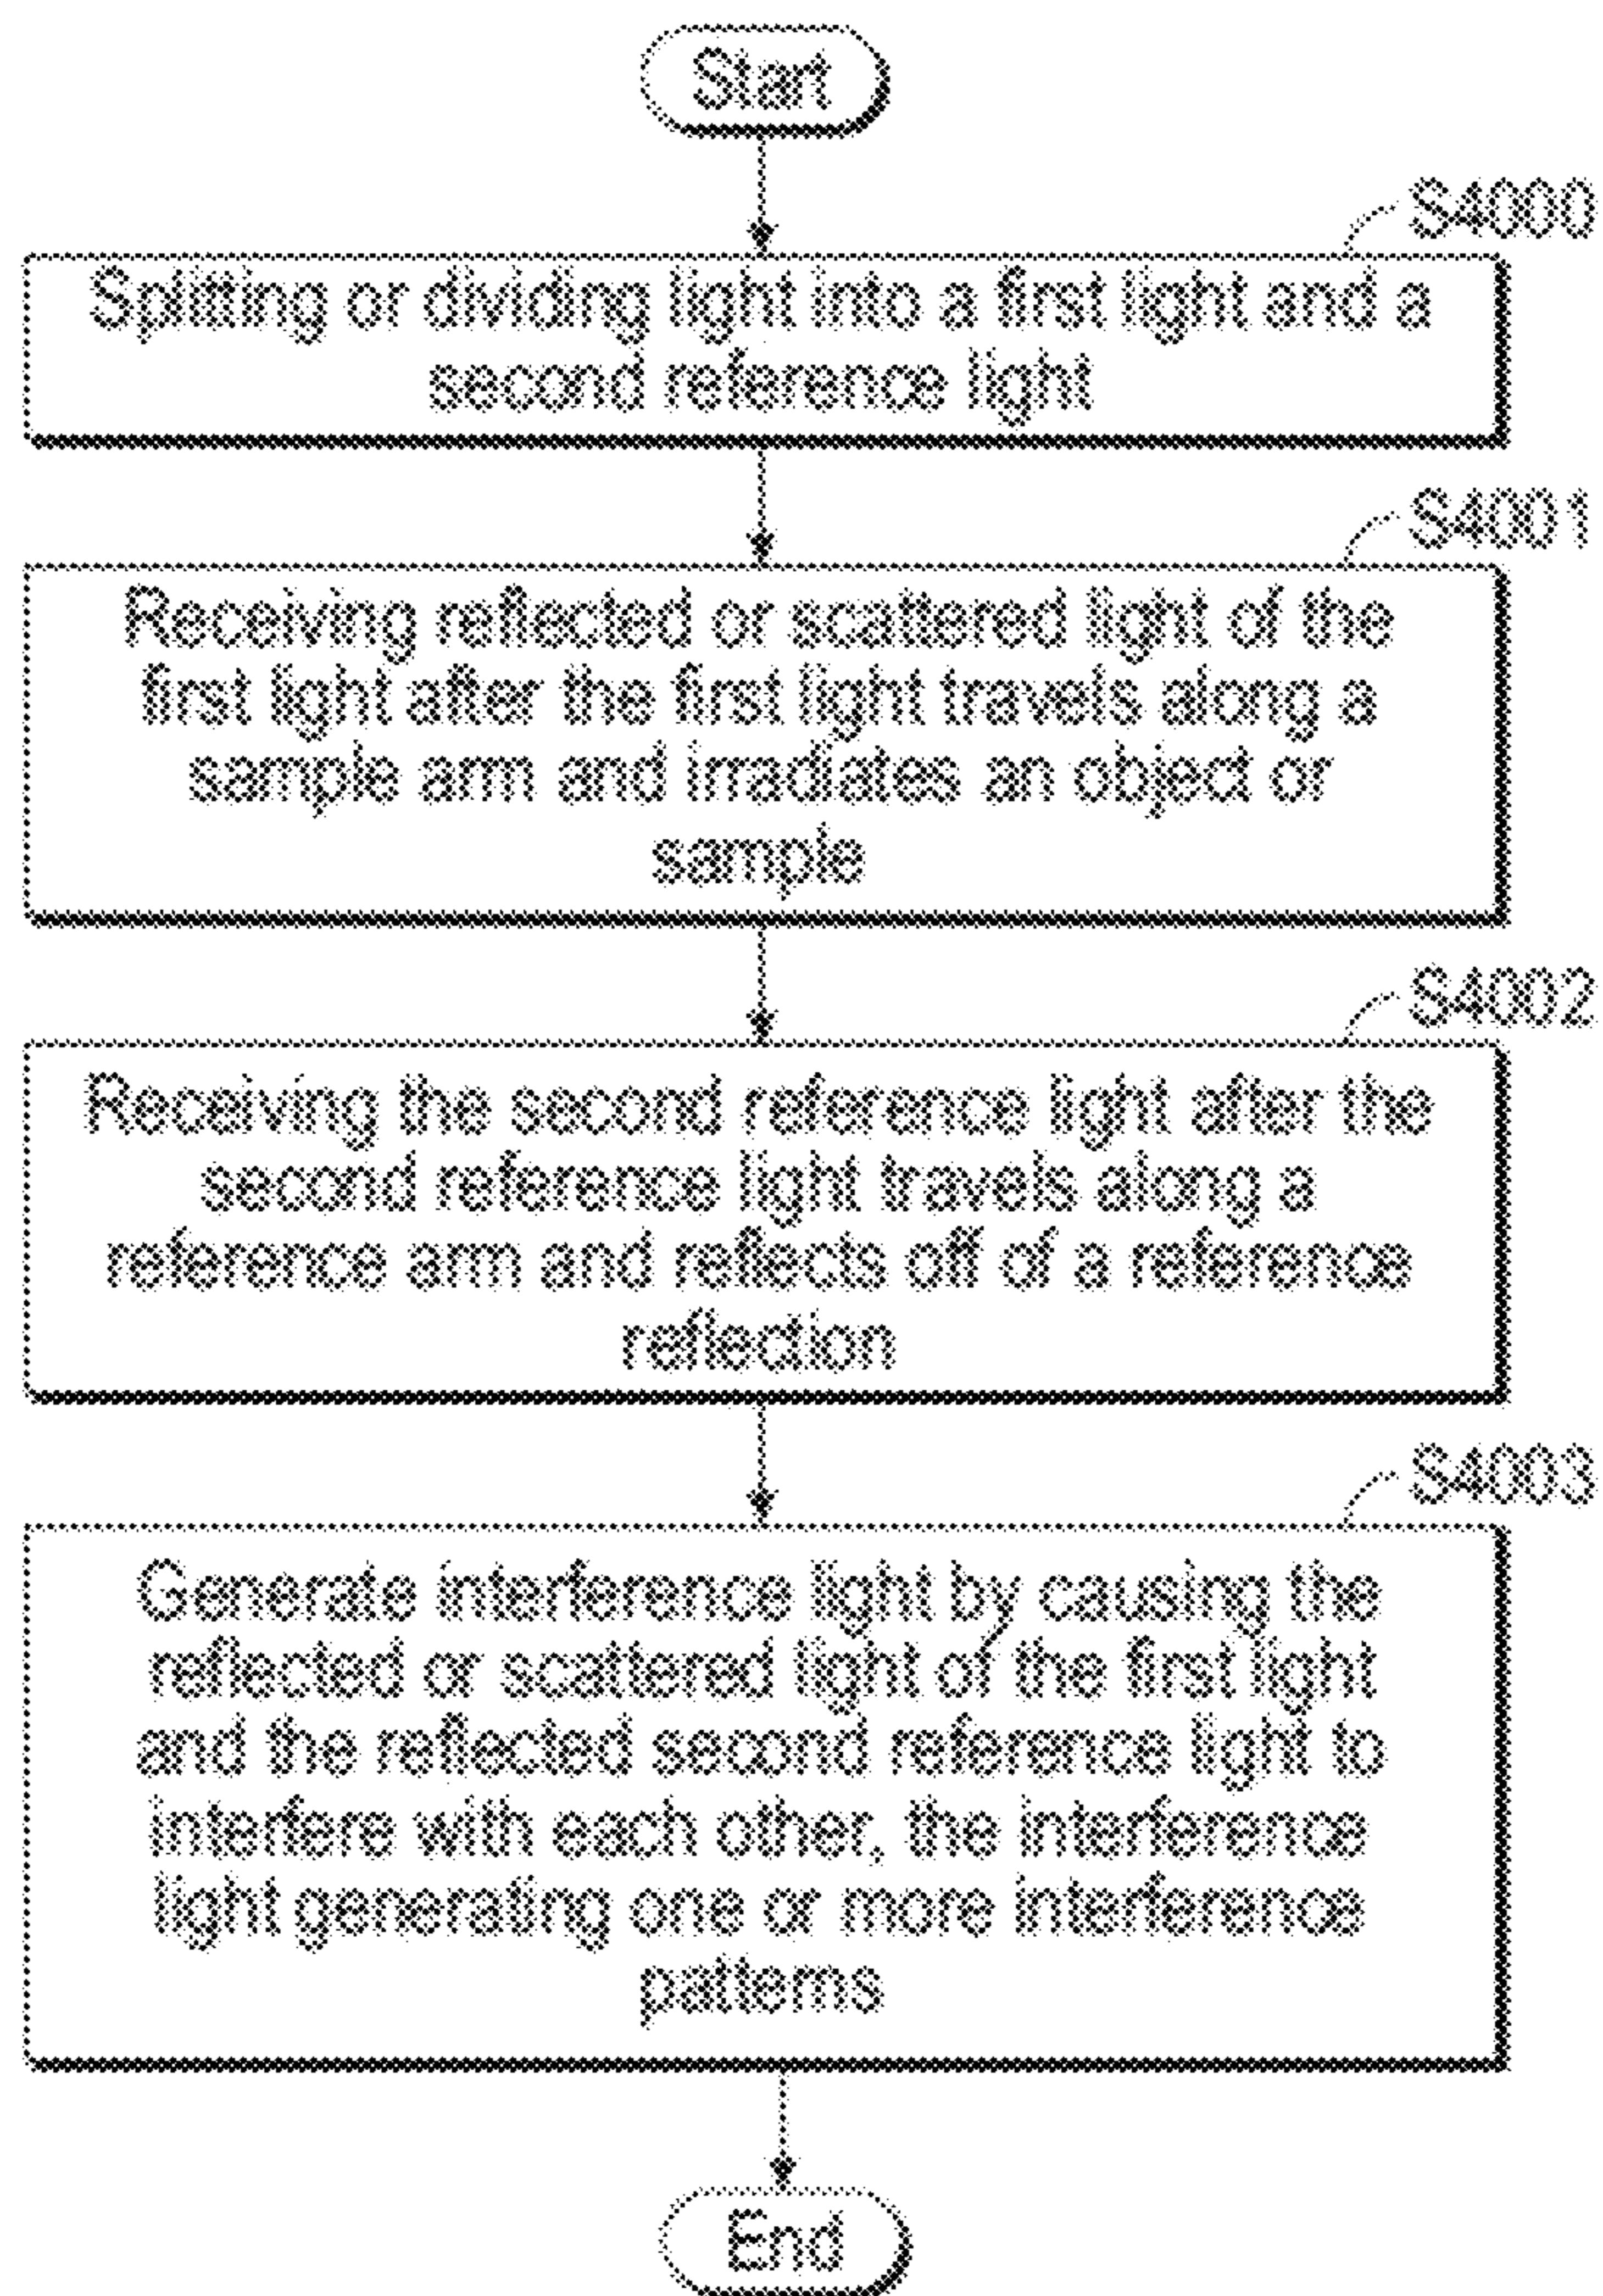 Start
S4000
Splitting or dividing light into a first light and a
second reference light
S4001
Receiving reflected or scattered light of the
first light after the first light travels along a
sample arm and irradiates an object or
sample
S4002
Receiving the second reference light after the
second reference light travels along a
reference arm and reflects off of a reference
reflection
S4003
Generate interference light by causing the
reflected or scattered light of the first light
and the reflected second reference light to
interfere with each other, the interference
light generating one or more interference
patterns
End